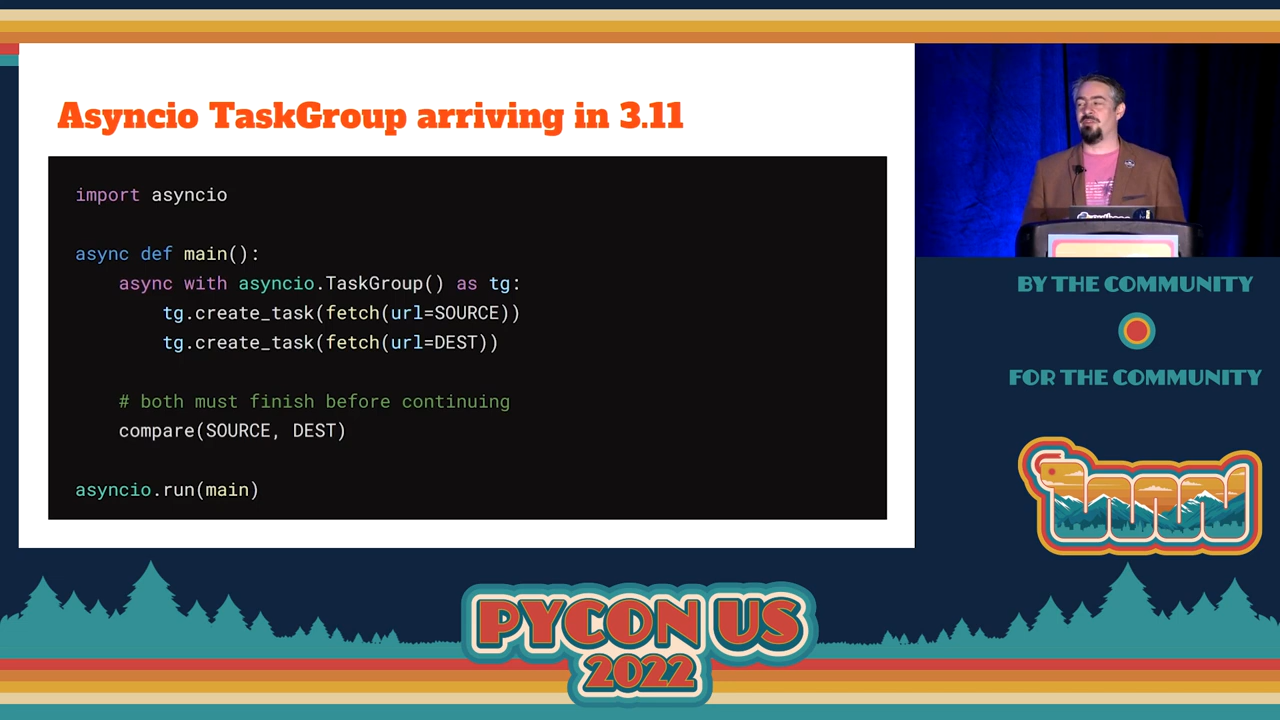 Asyncio TaskGroup arriving in 3.11
import asyncio
async def main():
    async with asyncio.TaskGroup() as tg:
        tg.create_task(fetch(url=SOURCE))
        tg.create_task(fetch(url=DEST))
    # both must finish before continuing
    compare(SOURCE, DEST)
asyncio.run(main)
BY THE COMMUNITY
FOR THE COMMUNITY
PYCON US
2022